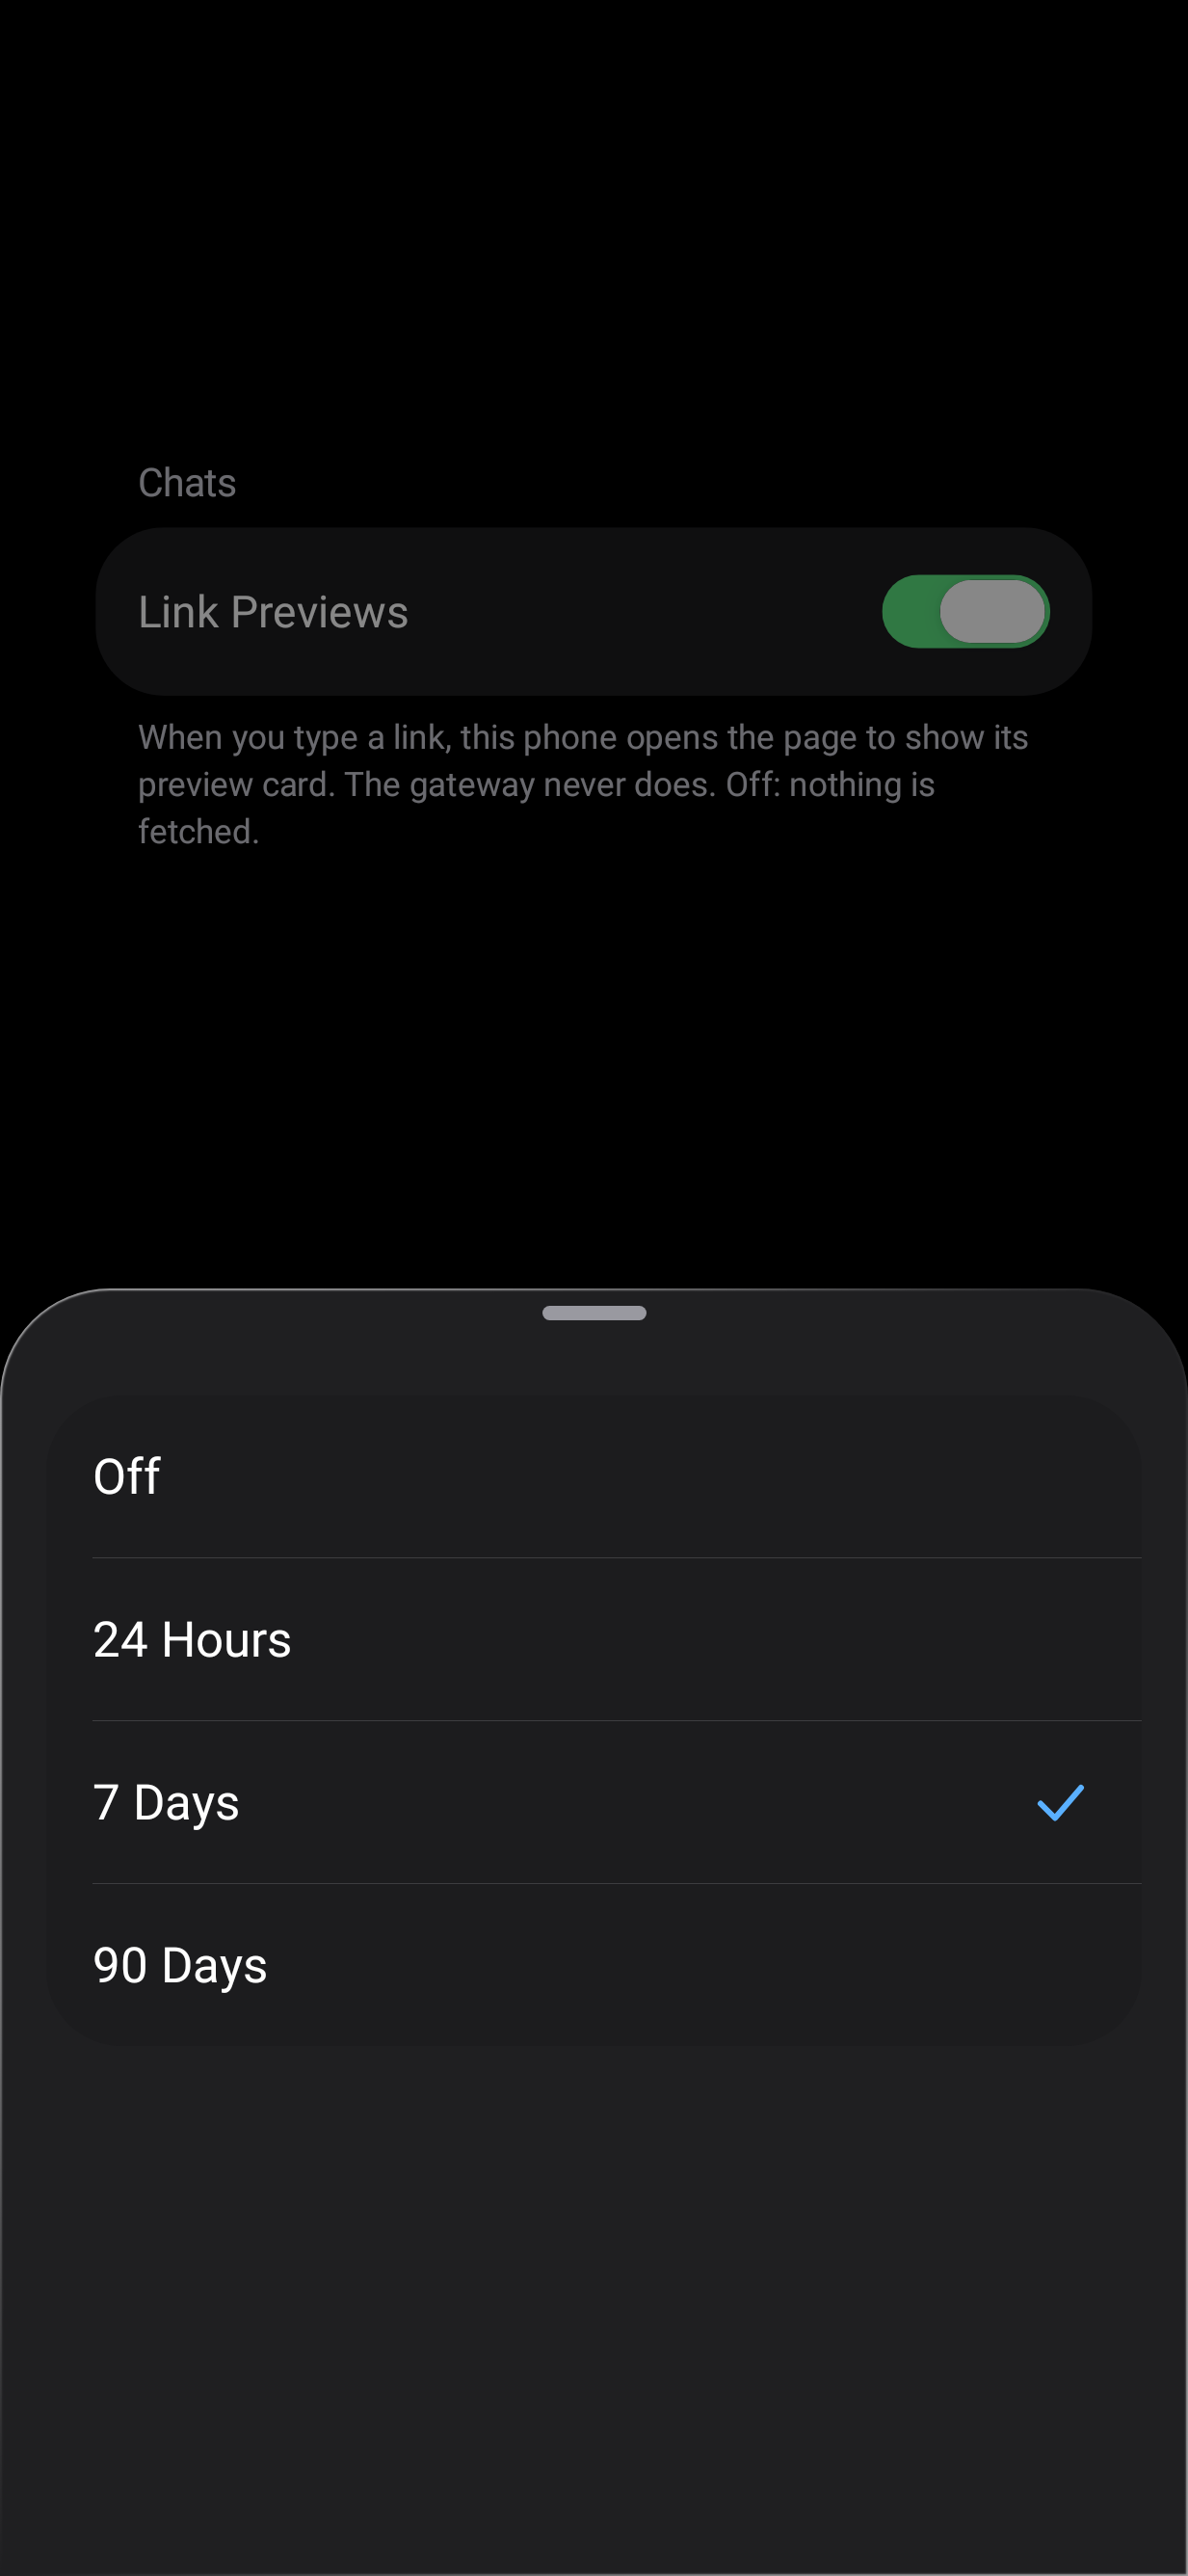 Chats
Link Previews
When you type a link, this phone opens the page to show its
preview card. The gateway never does. Off: nothing is
fetched.
Off
24 Hours
7 Days
90 Days